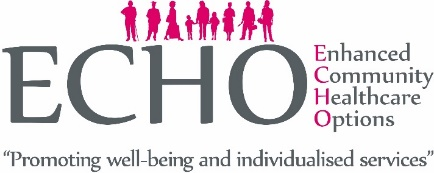 ECHO
Enhanced
Community
Healthcare
Options
“Promoting well-being and individualised services”